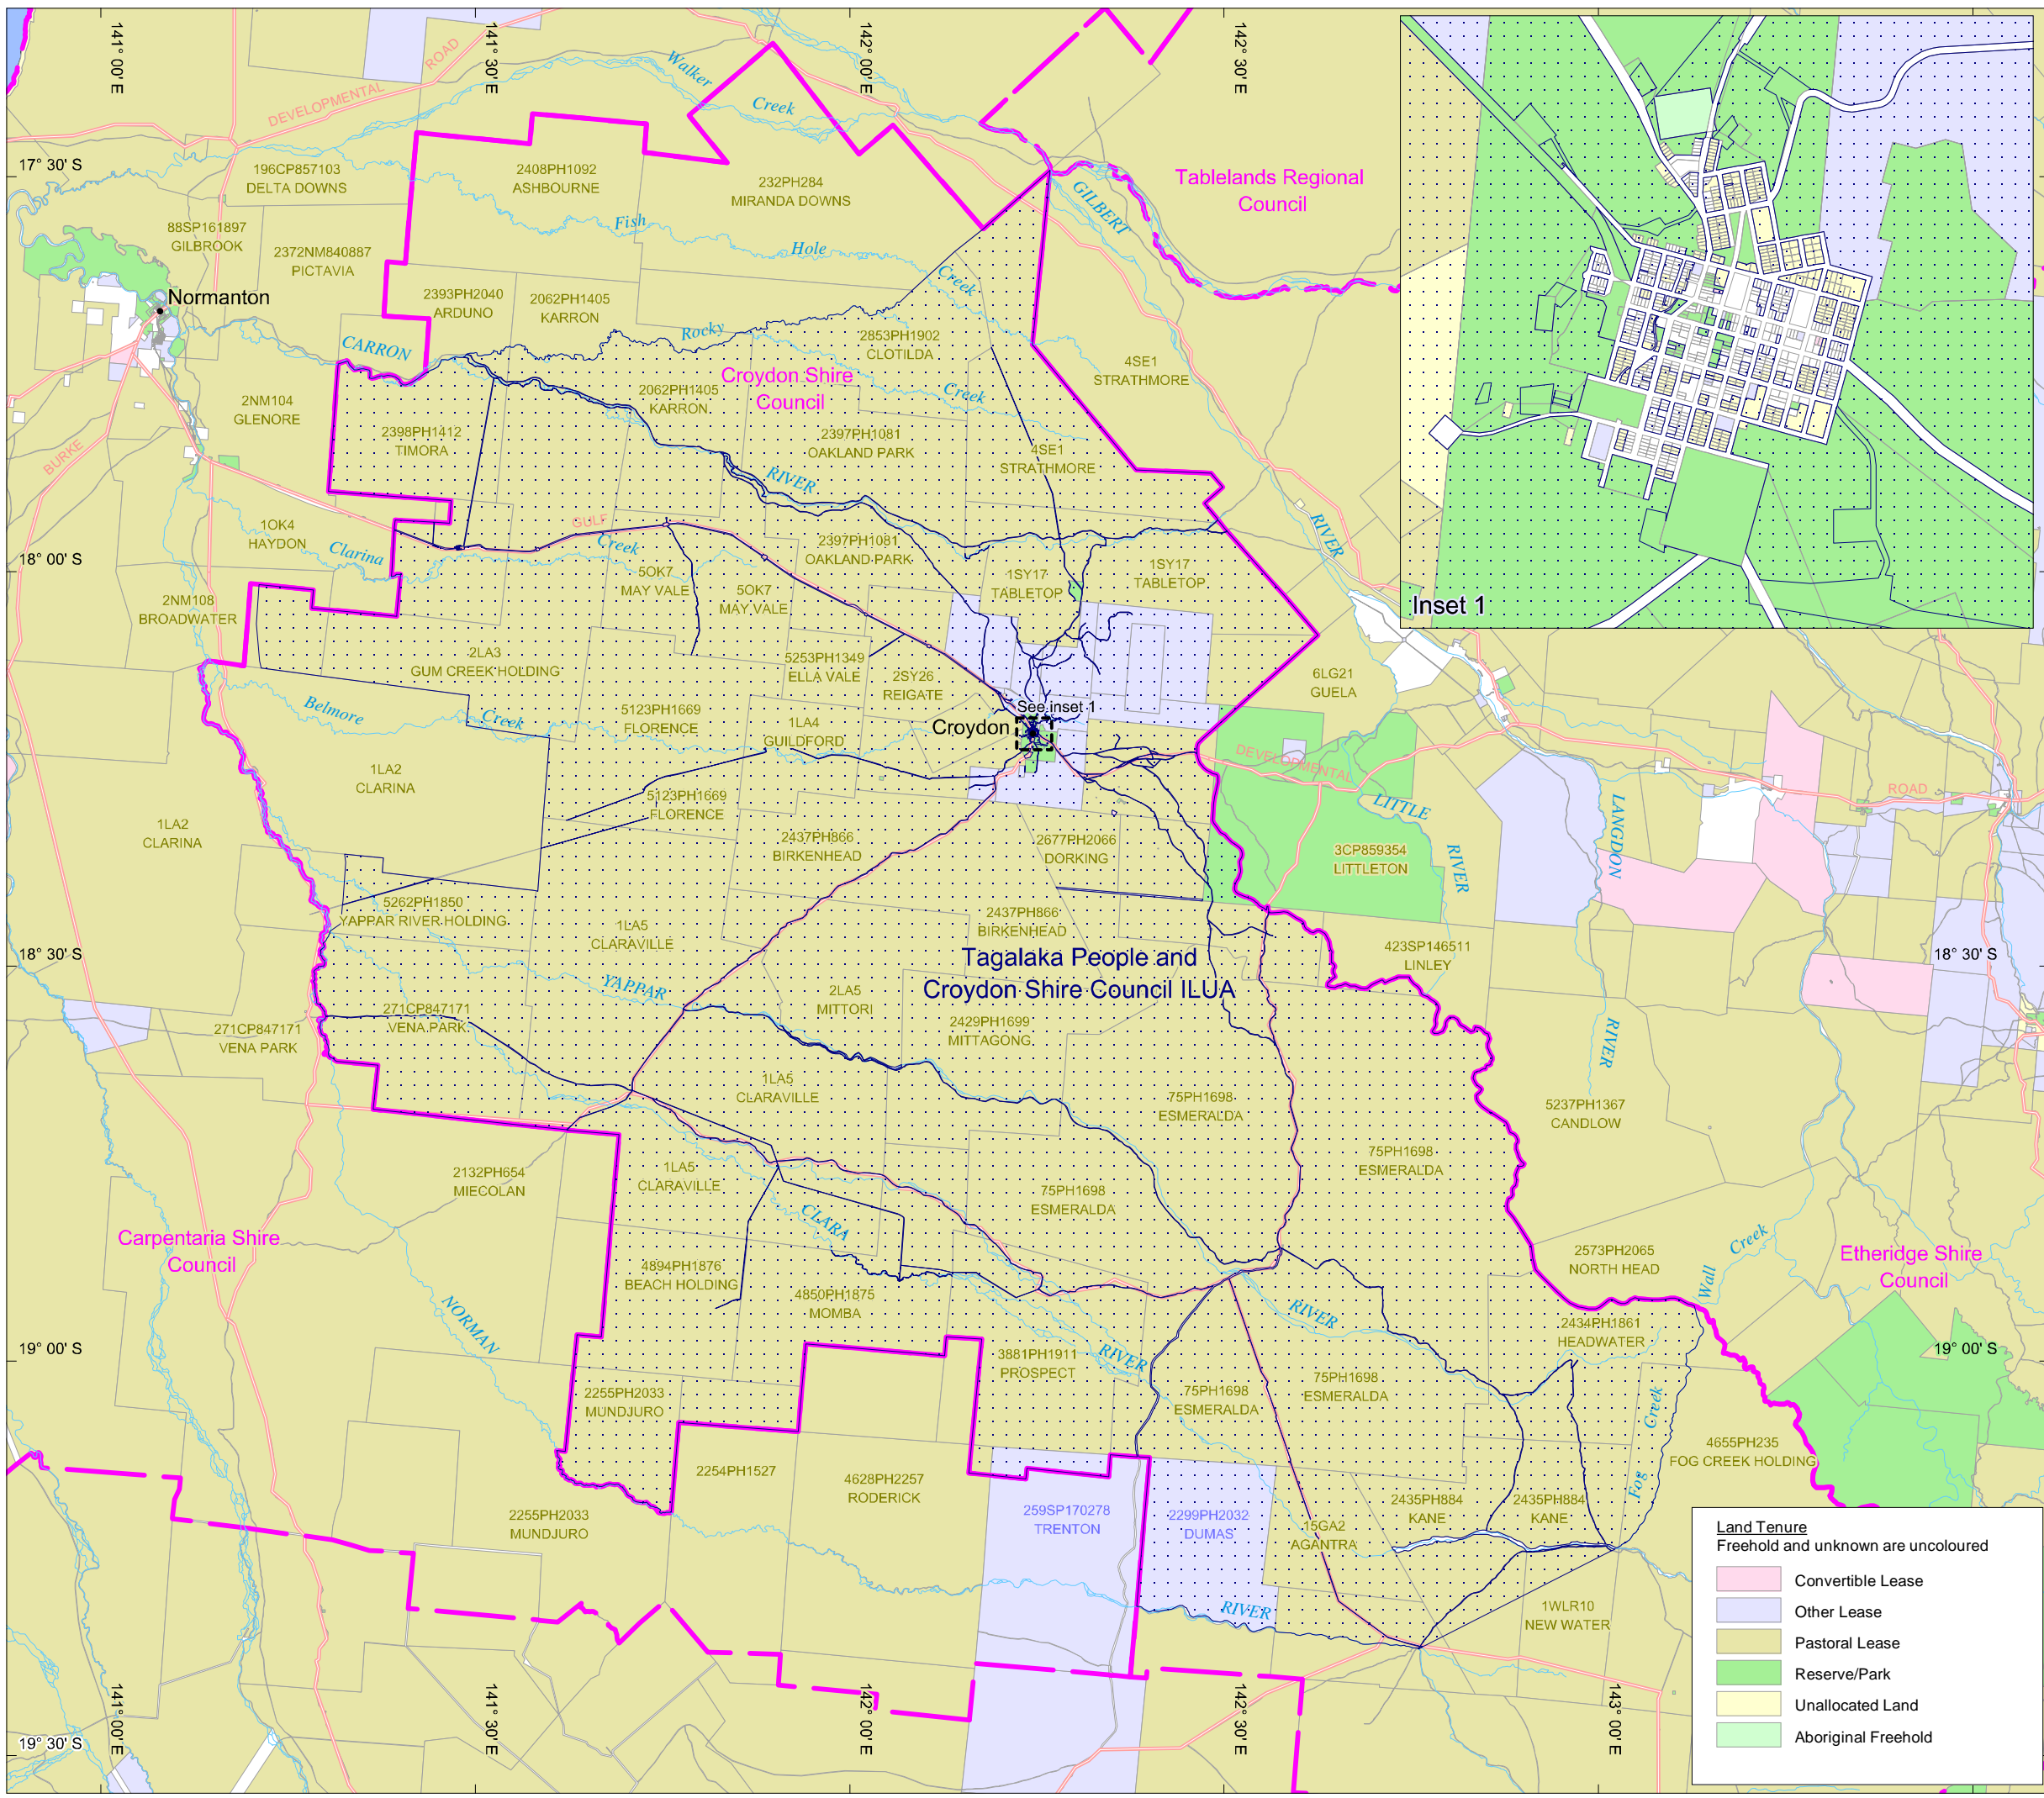 141° 00' E
141° 30' E
142° 00' E
142° 30' E
ROAD
DEVELOPMENTAL
Walker
Creek
17° 30' S
196CP857103
DELTA DOWNS
2408PH1092
ASHBOURNE
232PH284
MIRANDA DOWNS
Tablelands Regional
Council
GILBERT
88SP161897
GILBROOK
2372NM840887
PICTAVIA
Fish
Hole
Creek
Normanton
2393PH2040
ARDUNO
2062PH1405
KARRON
Rocky
Creek
2853PH1902
CLOTILDA
CARRON
4SE1
STRATHMORE
Croydon Shire
Council
2062PH1405
KARRON
2NM104
GLENORE
2398PH1412
TIMORA
2397PH1081
OAKLAND PARK
4SE1
STRATHMORE
BURKE
RIVER
1OK4
HAYDON
GULF
Clarina
Creek
2397PH1081
OAKLAND PARK
RIVER
18° 00' S
5OK7
MAY VALE
5OK7
MAY VALE
1SY17
TABLETOP
1SY17
TABLETOP
Inset 1
2NM108
BROADWATER
2LA3
GUM CREEK HOLDING
5253PH1349
ELLA VALE
2SY26
REIGATE
6LG21
GUELA
Belmore
Creek
5123PH1669
FLORENCE
1LA4
GUILDFORD
See inset 1
Croydon
DEVELOPMENTAL
ROAD
1LA2
CLARINA
5123PH1669
FLORENCE
LITTLE
RIVER
LANGDON
RIVER
1LA2
CLARINA
2437PH866
BIRKENHEAD
2677PH2066
DORKING
3CP859354
LITTLETON
5262PH1850
YAPPAR RIVER HOLDING
1LA5
CLARAVILLE
2437PH866
BIRKENHEAD
423SP146511
LINLEY
18° 30' S
18° 30' S
Tagalaka People and
Croydon Shire Council ILUA
YAPPAR
2LA5
MITTORI
271CP847171
VENA PARK
271CP847171
VENA PARK
2429PH1699
MITTAGONG
1LA5
CLARAVILLE
75PH1698
ESMERALDA
5237PH1367
CANDLOW
2132PH654
MIECOLAN
1LA5
CLARAVILLE
75PH1698
ESMERALDA
75PH1698
ESMERALDA
Carpentaria Shire
Council
CLARA
RIVER
Etheridge Shire
Council
2573PH2065
NORTH HEAD
Wall
Creek
4894PH1876
BEACH HOLDING
4850PH1875
MOMBA
NORMAN
RIVER
2434PH1861
HEADWATER
19° 00' S
19° 00' S
3881PH1911
PROSPECT
2255PH2033
MUNDJURO
75PH1698
ESMERALDA
75PH1698
ESMERALDA
Fog
Creek
4655PH235
FOG CREEK HOLDING
2254PH1527
4628PH2257
RODERICK
2255PH2033
MUNDJURO
259SP170278
TRENTON
2299PH2032
DUMAS
15GA2
AGANTRA
2435PH884
KANE
2435PH884
KANE
RIVER
1WLR10
NEW WATER
Land Tenure
Freehold and unknown are uncoloured
Convertible Lease
Other Lease
Pastoral Lease
Reserve/Park
Unallocated Land
Aboriginal Freehold
19° 30' S
141° 00' E
141° 30' E
142° 00' E
142° 30' E
143° 00' E